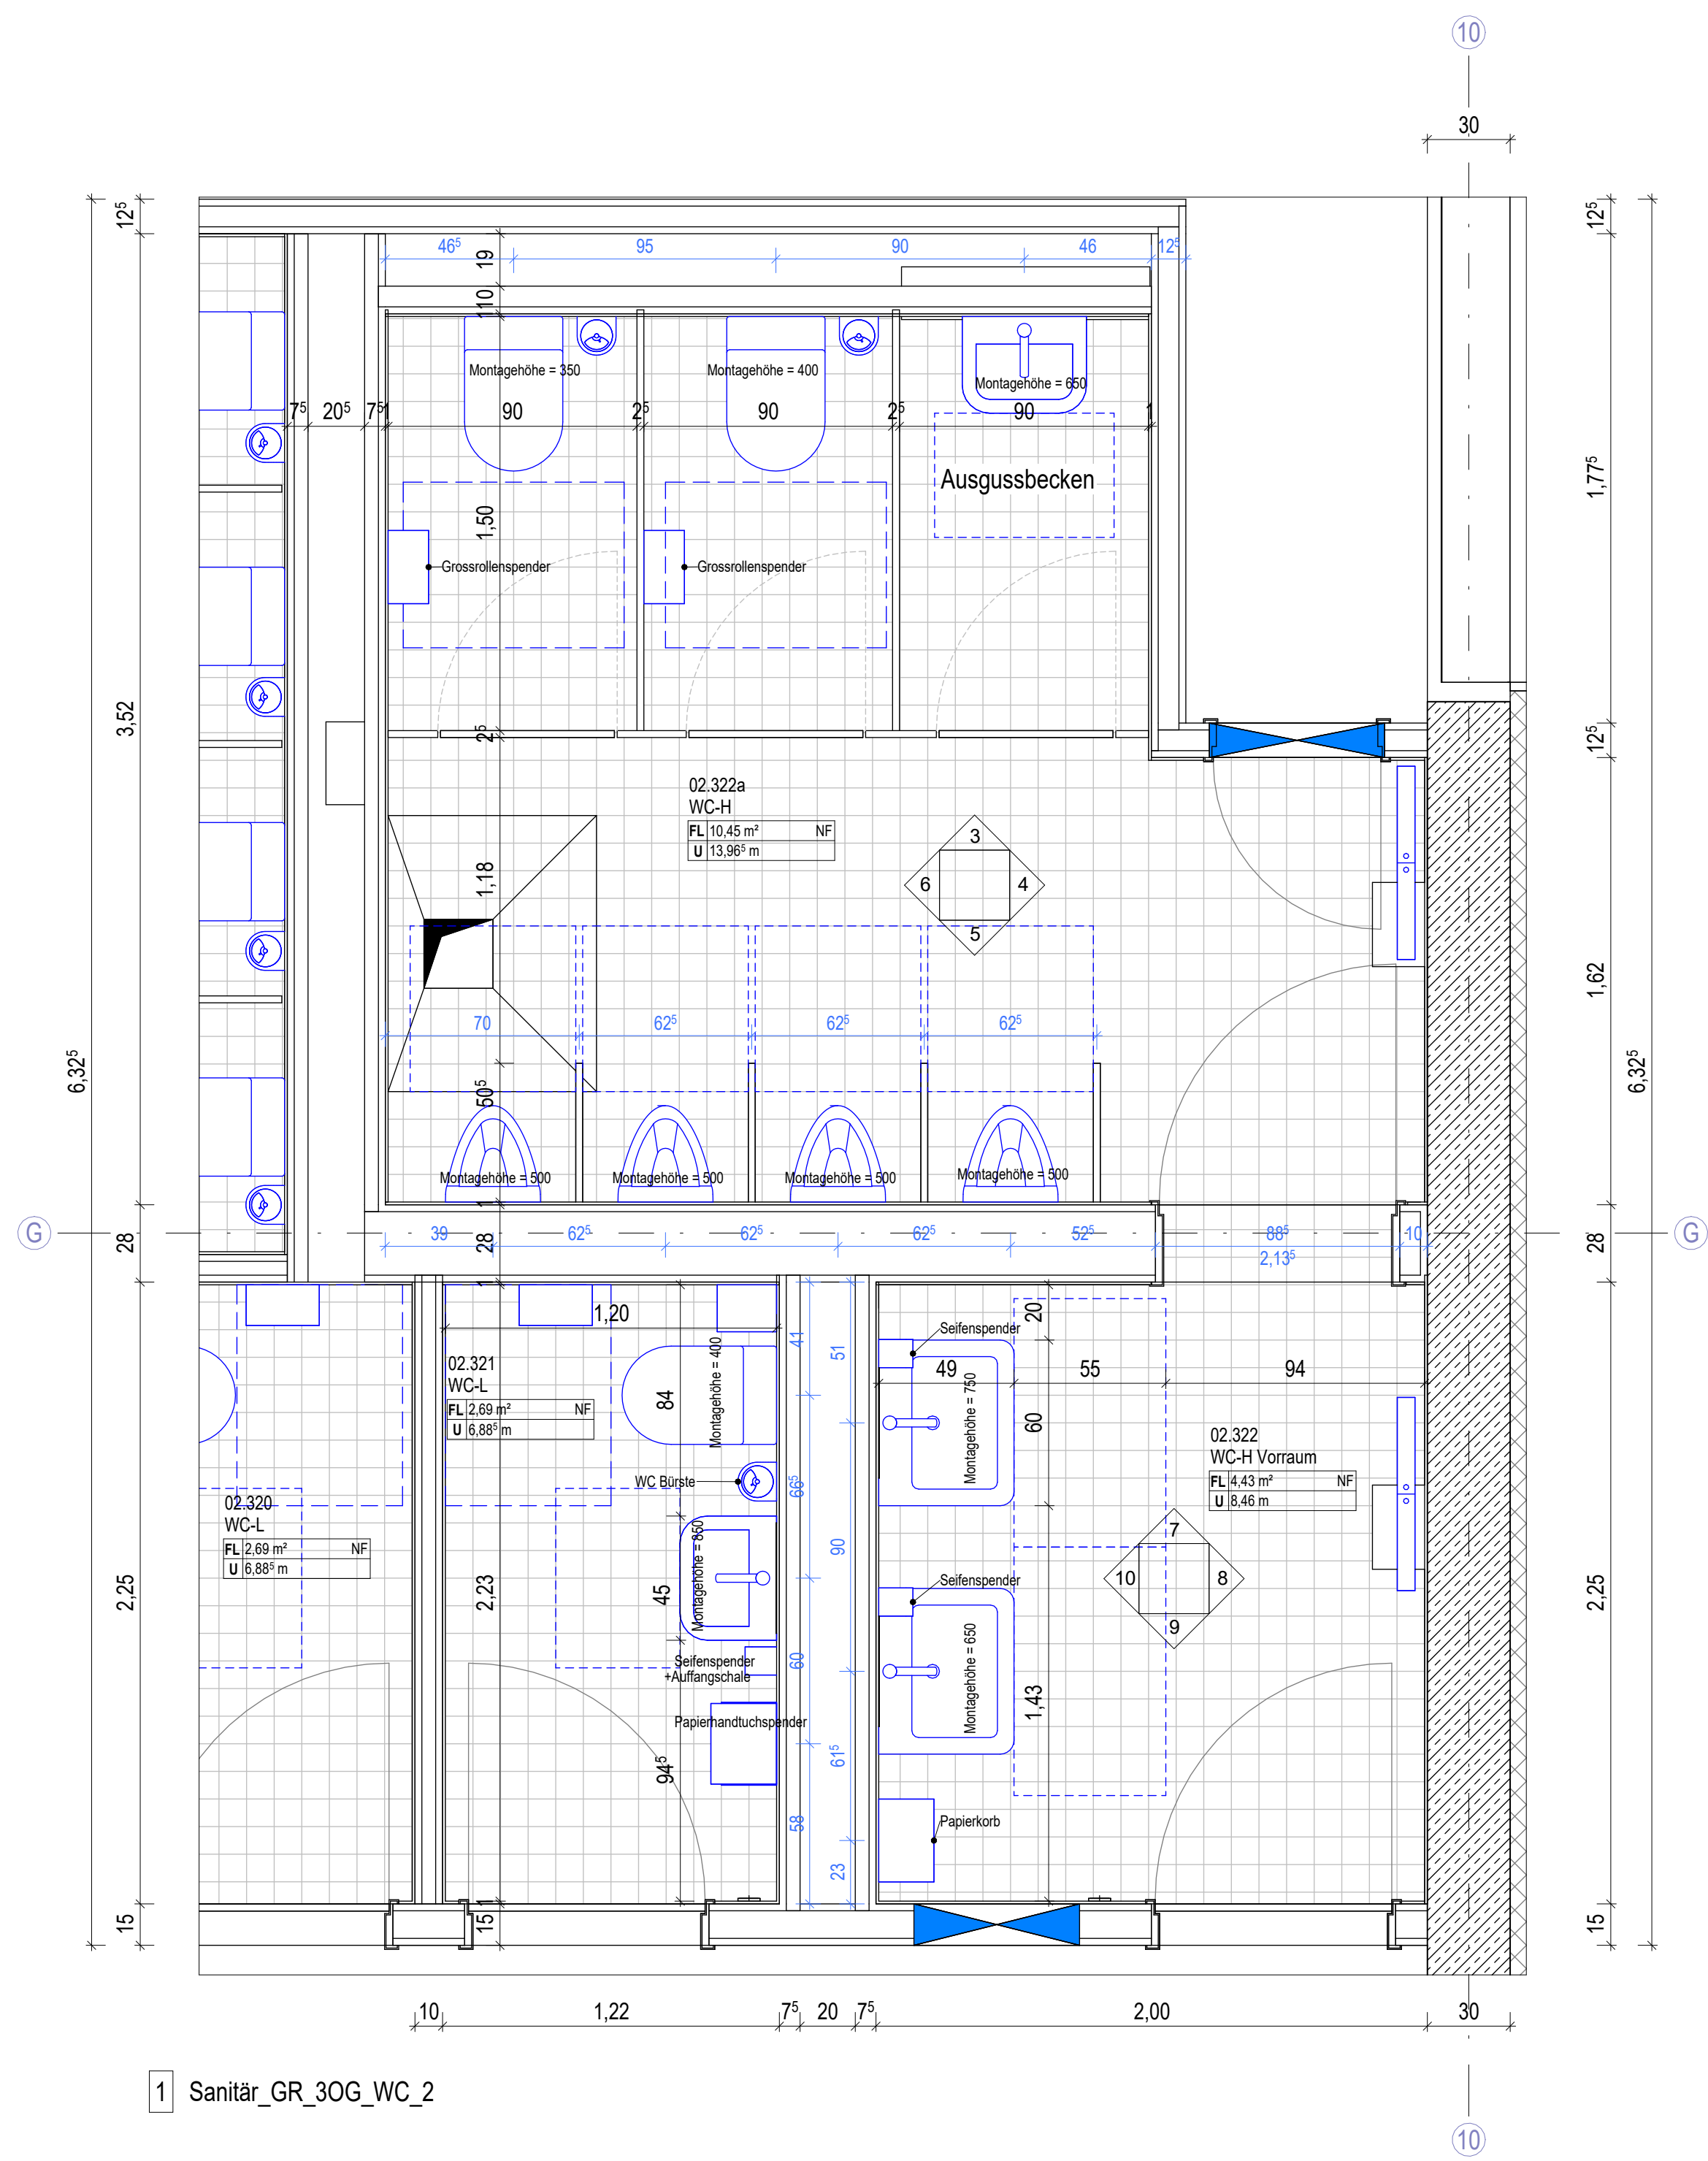 10
30
12⁵
12⁵
46⁵ 95 90 46 12⁵
19
110
Montagehöhe = 350
Montagehöhe = 400
Montagehöhe = 650
7⁵ 20⁵ 7⁵ 1 90 2⁵ 90 2⁵ 90 1
Ausgussbecken
1,77⁵
1,50
Grossrollenspender
Grossrollenspender
3,52
2⁵
12⁵
02.322a
WC-H
FL 10,45 m² NF
U 13,96⁵ m
3
6 4
5
1,18
1,62
70 62⁵ 62⁵ 62⁵
6,32⁵
6,32⁵
50⁵
Montagehöhe = 500
Montagehöhe = 500
Montagehöhe = 500
Montagehöhe = 500
1
G
28
28
39 62⁵ 62⁵ 62⁵ 52⁵ 88⁵ 10
2,13⁵
28
G
1
1,20
41
51
20
Seifenspender
49 55 94
02.321
WC-L
FL 2,69 m² NF
U 6,88⁵ m
84
Montagehöhe = 400
Montagehöhe = 750
60
02.322
WC-H Vorraum
FL 4,43 m² NF
U 8,46 m
WC Bürste
66⁵
02.320
WC-L
FL 2,69 m² NF
U 6,88⁵ m
7
10 8
9
2,25
2,23
45
Montagehöhe = 850
90
Seifenspender
2,25
Seifenspender
+Auffangschale
60
Montagehöhe = 650
1,43
Papierhandtuchspender
94⁵
61⁵
58
23
Papierkorb
1
15
15
15
10 1,22 7⁵ 20 7⁵ 2,00 30
1 Sanitär_GR_3OG_WC_2
10